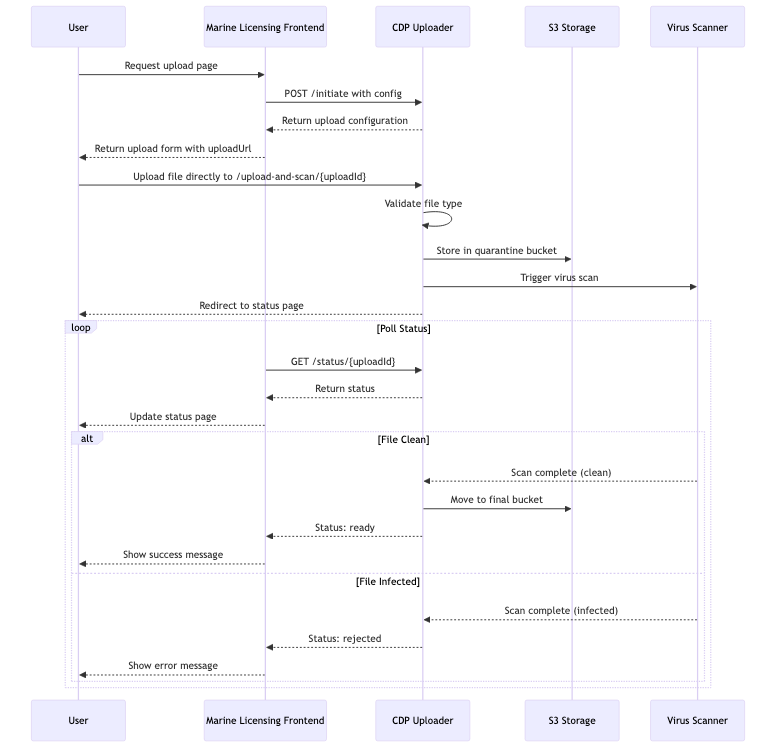 User
Marine Licensing Frontend
CDP Uploader
S3 Storage
Virus Scanner
Request upload page
POST /initiate with config
Return upload configuration
Return upload form with uploadUrl
Upload file directly to /upload-and-scan/{uploadId}
Validate file type
Store in quarantine bucket
Trigger virus scan
Redirect to status page
loop
[Poll Status]
GET /status/{uploadId}
Return status
Update status page
alt
[File Clean]
Scan complete (clean)
Move to final bucket
Status: ready
Show success message
[File Infected]
Scan complete (infected)
Status: rejected
Show error message
User
Marine Licensing Frontend
CDP Uploader
S3 Storage
Virus Scanner